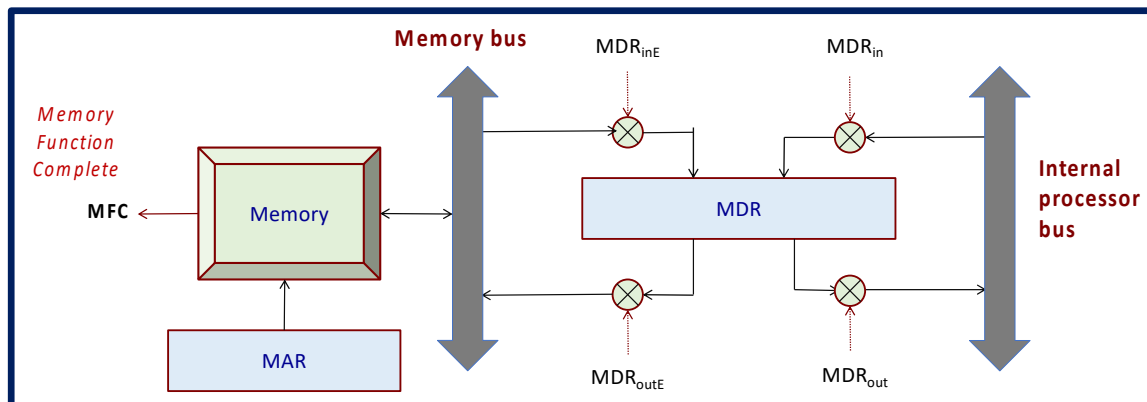 Memory bus
MDRinE
MDRin
Memory
Function
Complete
MFC
Memory
MDR
Internal
processor
bus
MAR
MDRoutE
MDRout